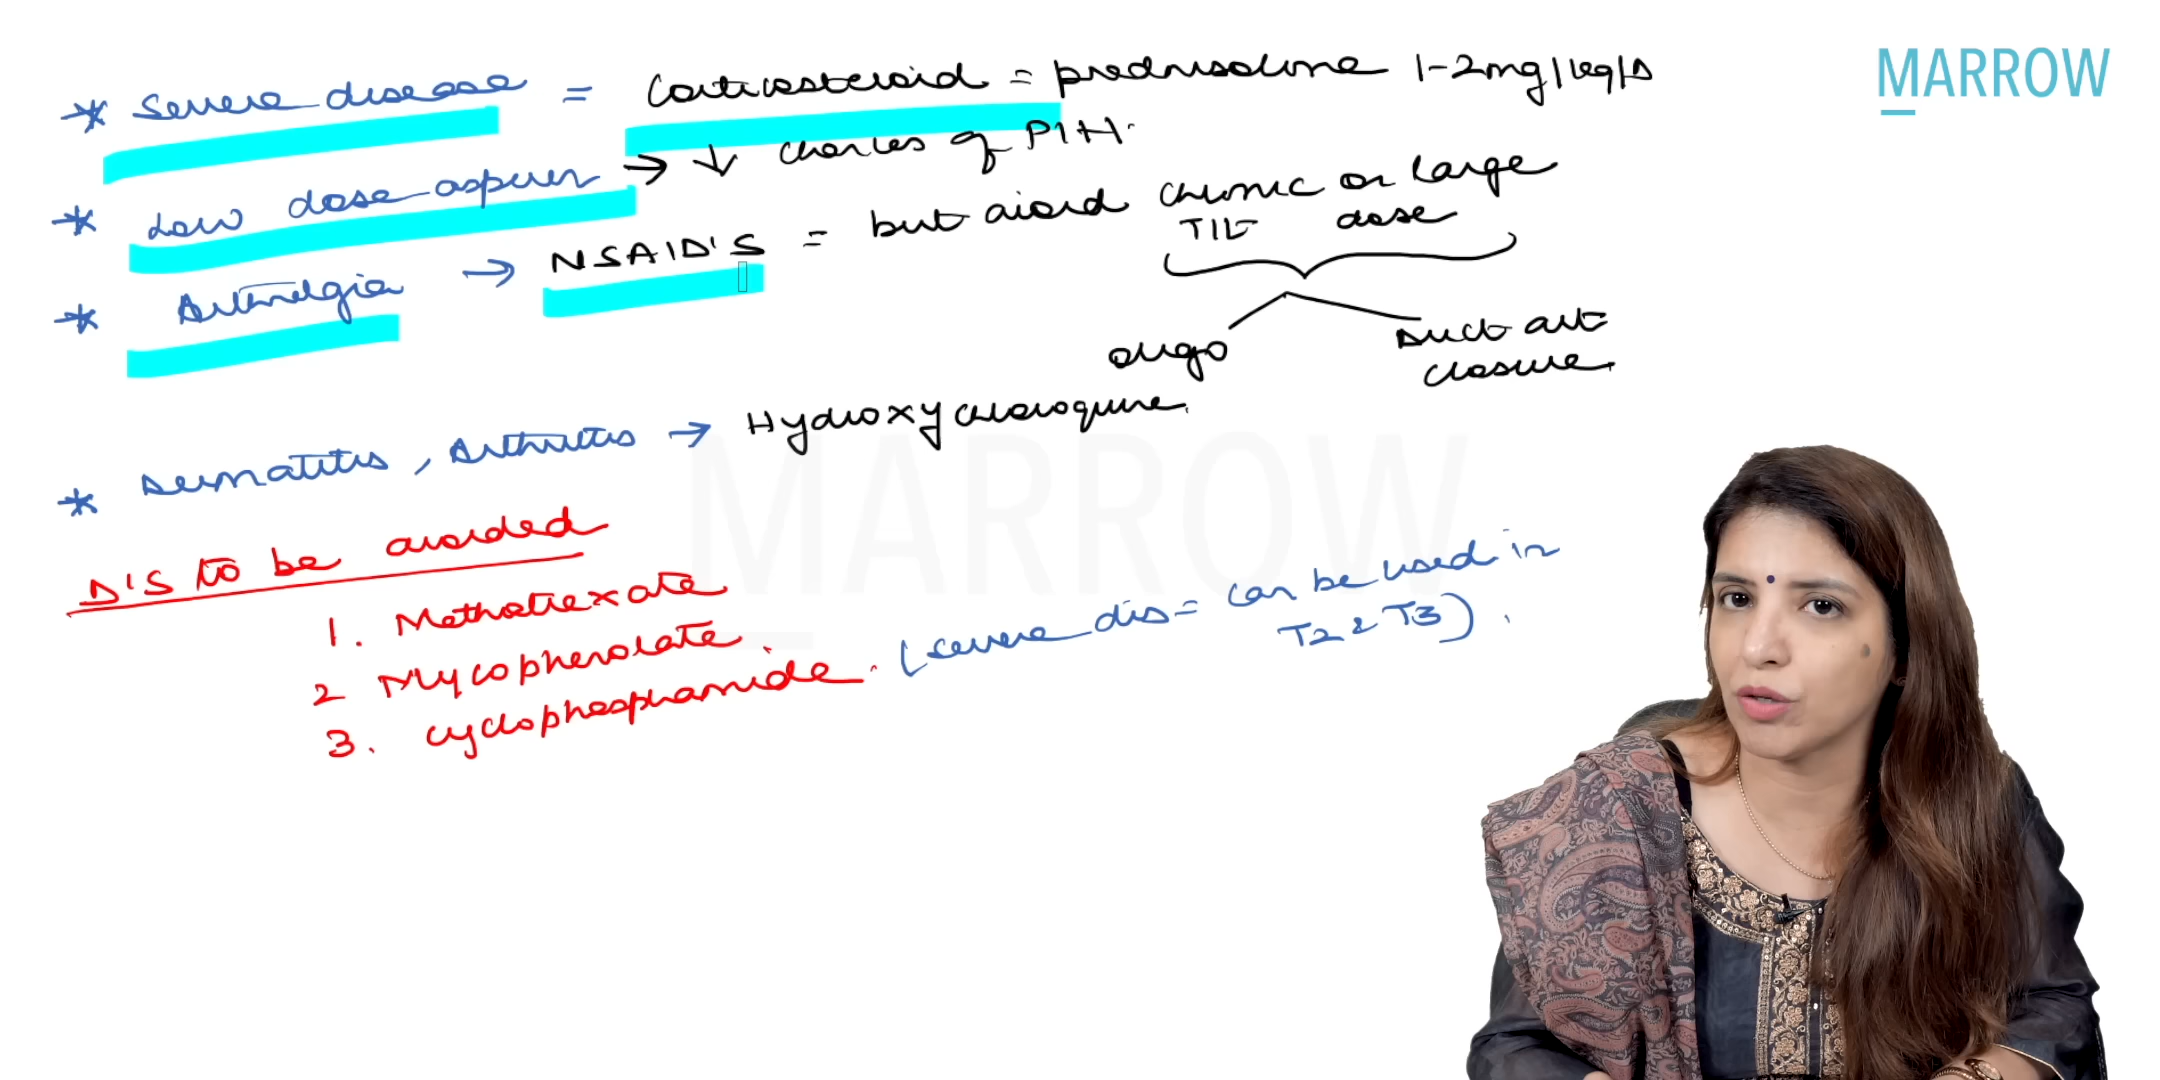 MARROW
* Severe disease = Corticosteroid = prednisolone 1-2mg/kg/D
* Low dose aspirin → ↓ chances of PIH.
* Arthralgia → NSAID'S = but avoid chronic or large
TIE dose
oligo Duct art
closure
* Dermatitis, Arthritis → Hydroxychloroquine.
D'S to be avoided
1. Methotrexate
2 Mycophenolate
3. cyclophosphamide. (severe dis = can be used in
T2 & T3).
MARROW